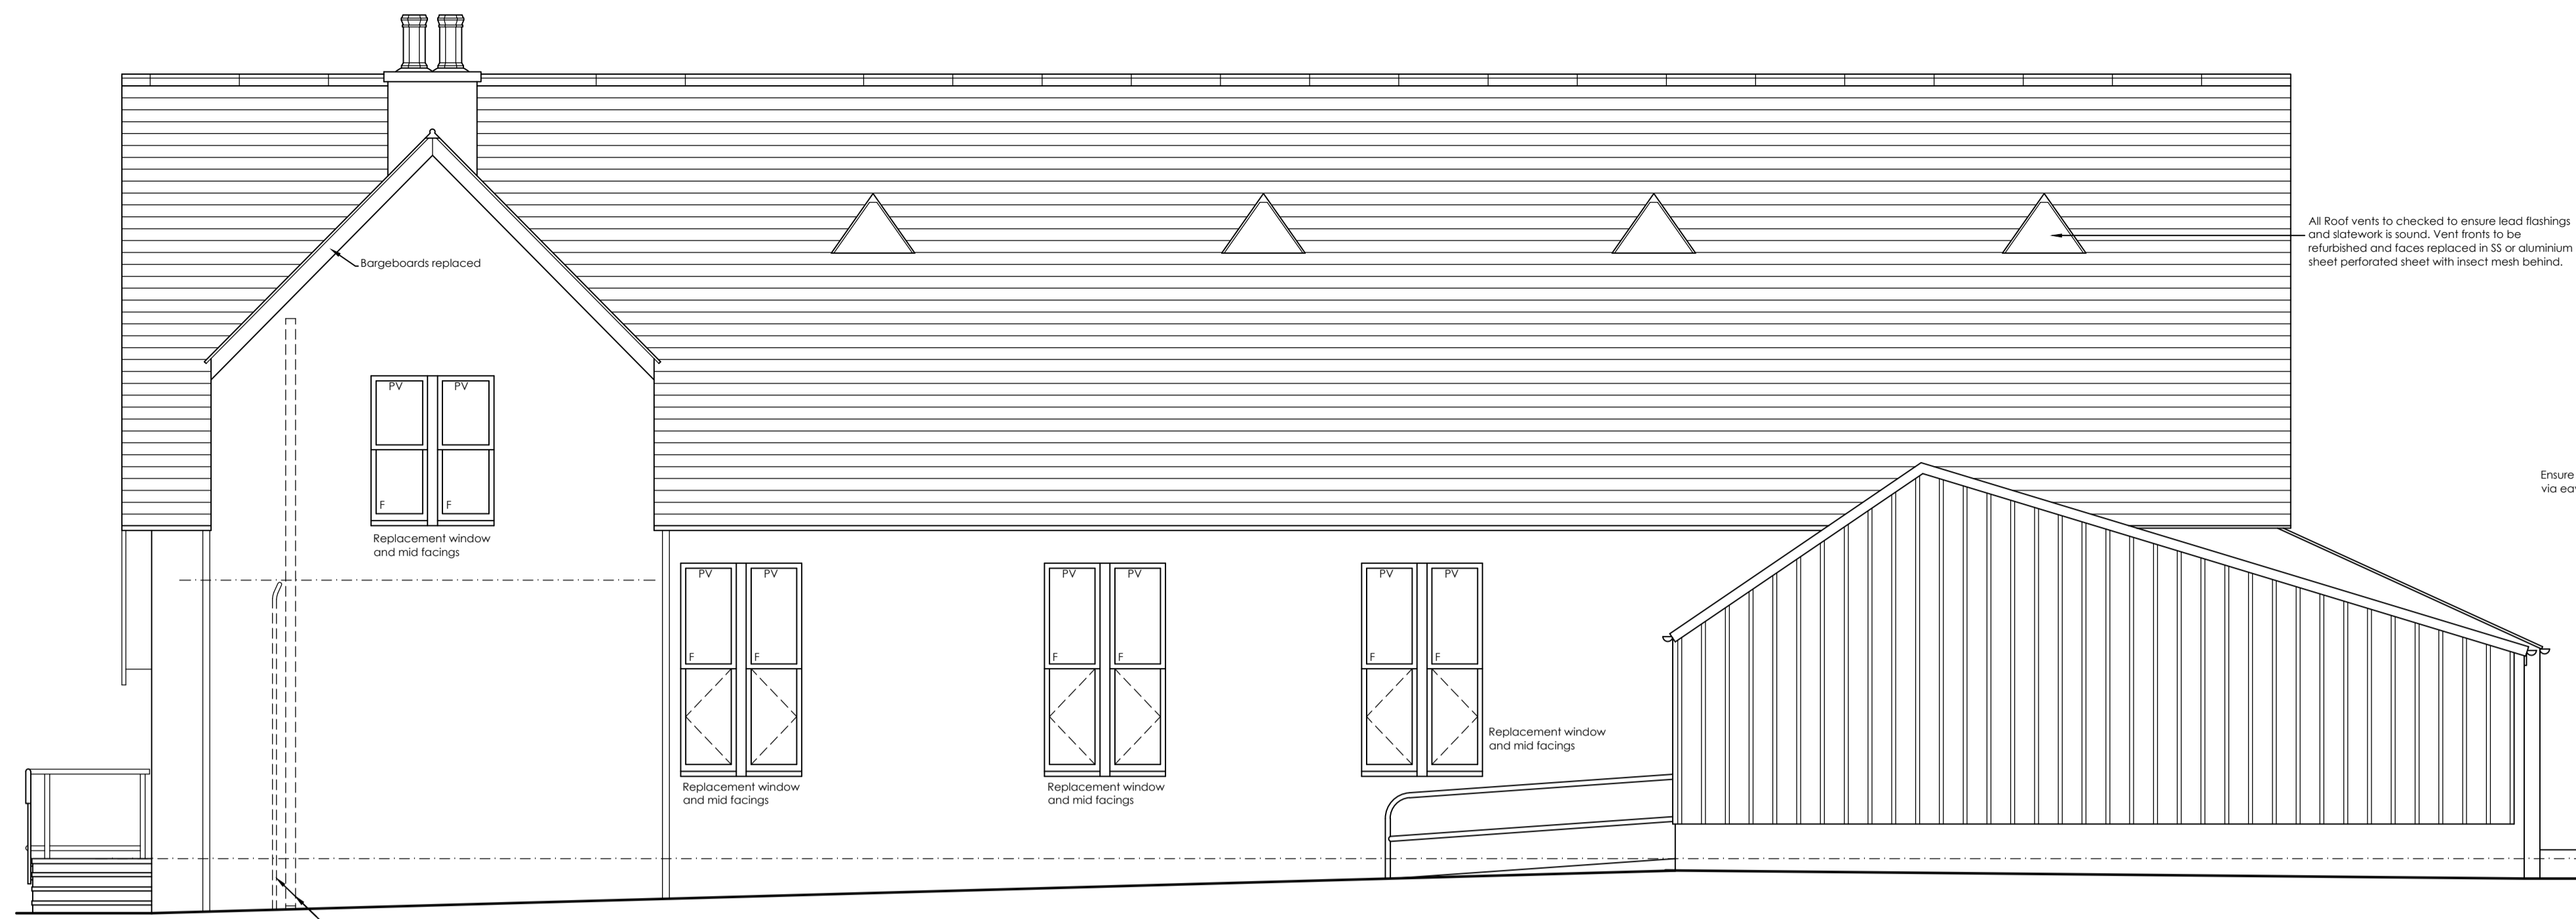 All Roof vents to checked to ensure lead flashings
and slatework is sound. Vent fronts to be
refurbished and faces replaced in SS or aluminium
sheet perforated sheet with insect mesh behind.
Bargeboards replaced
PV PV
F F
Replacement window
and mid facings
Ensure
via
PV PV
F F
Replacement window
and mid facings
PV PV
F F
Replacement window
and mid facings
PV PV
F F
Replacement window
and mid facings